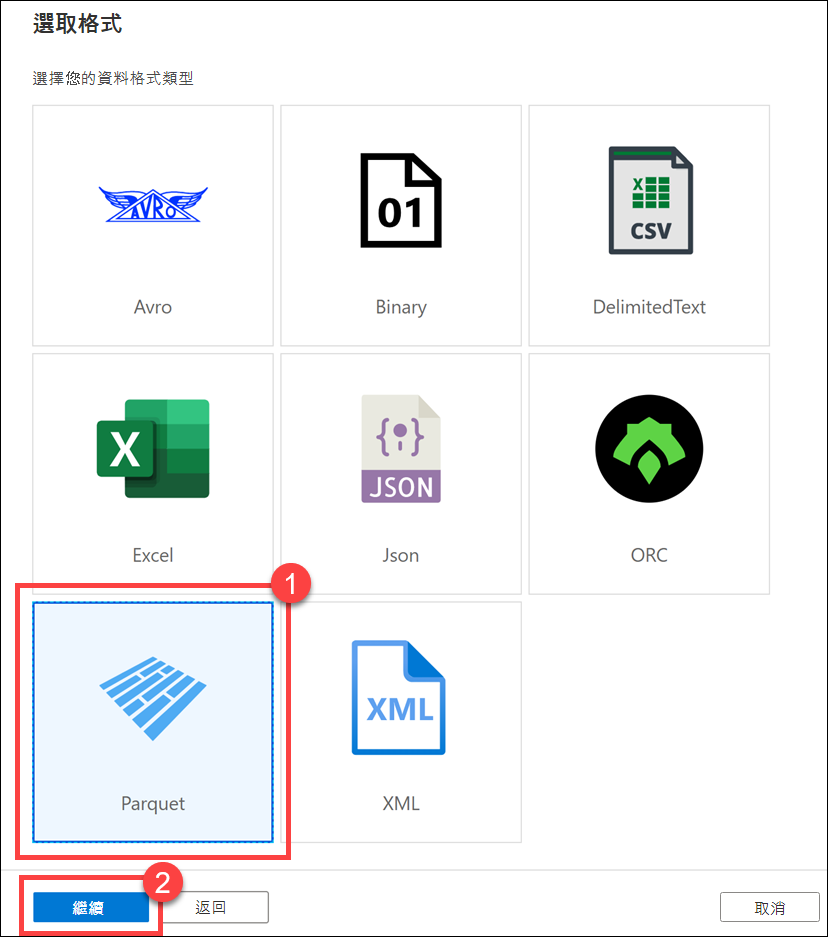 選取格式
選擇您的資料格式類型
AVRO
01
X
CSV
Avro
Binary
DelimitedText
X
{ }
JSON
Excel
Json
ORC
1
XML
Parquet
XML
2
繼續
返回
取消